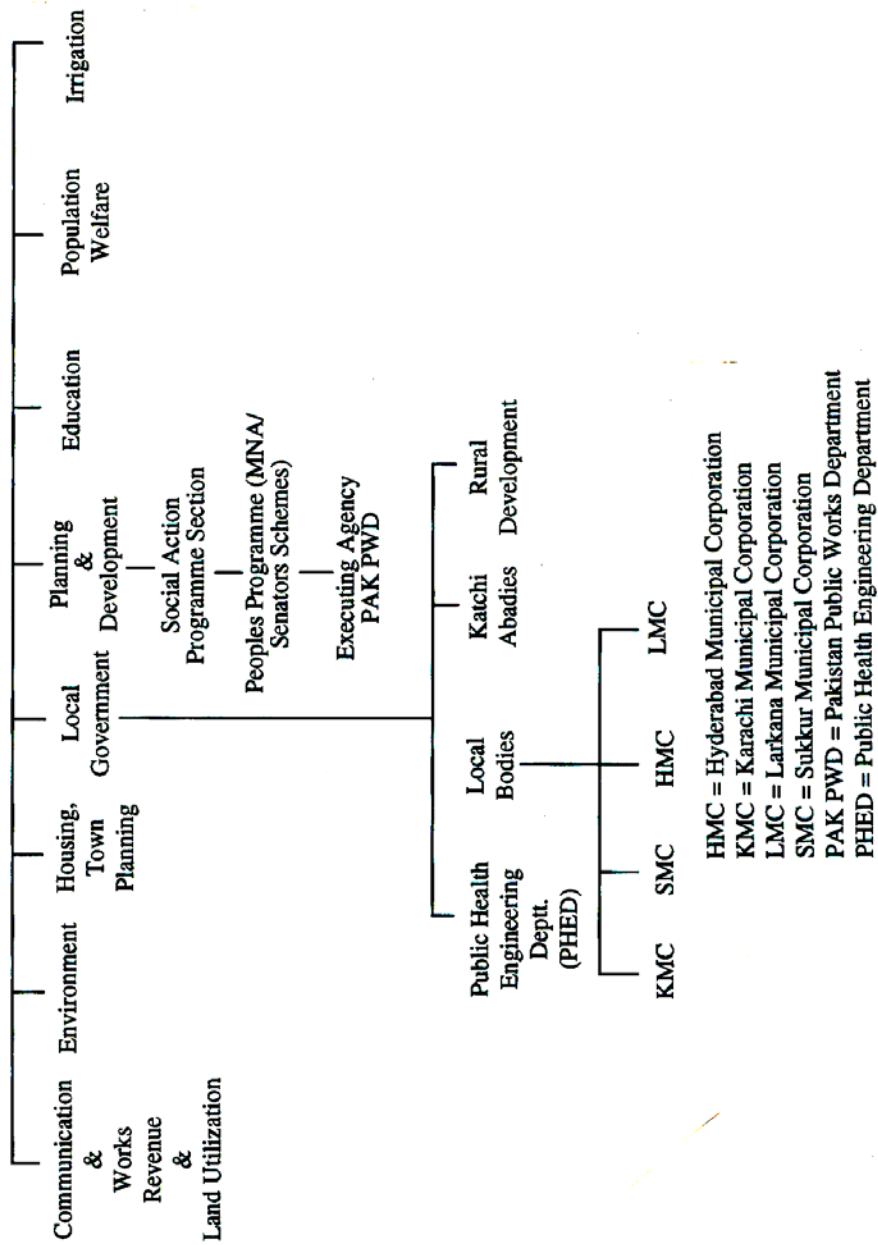 Communication
&
Works
Revenue
&
Land Utilization
Environment
Housing,
Town
Planning
Local
Government
Planning
&
Development
Social Action
Programme Section
Peoples Programme (MNA/
Senators Schemes)
Executing Agency
PAK PWD
Education
Population
Welfare
Irrigation
Public Health
Engineering
Deptt.
(PHED)
Local
Bodies
Katchi
Abadies
Rural
Development
KMC
SMC
HMC
LMC
HMC = Hyderabad Municipal Corporation
KMC = Karachi Municipal Corporation
LMC = Larkana Municipal Corporation
SMC = Sukkur Municipal Corporation
PAK PWD = Pakistan Public Works Department
PHED = Public Health Engineering Department